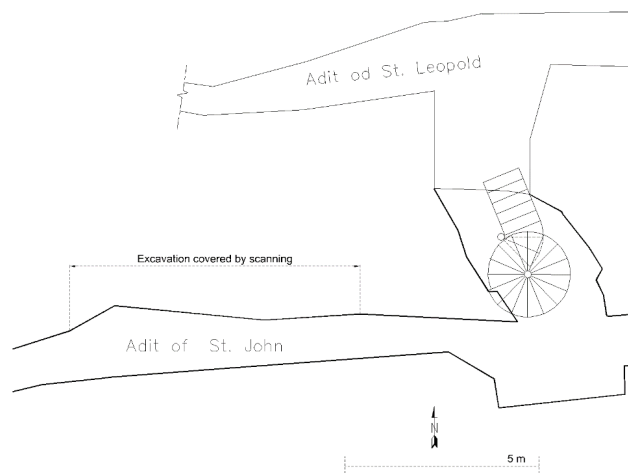 Adit od St. Leopold
Excavation covered by scanning
Adit of St. John
N
5 m